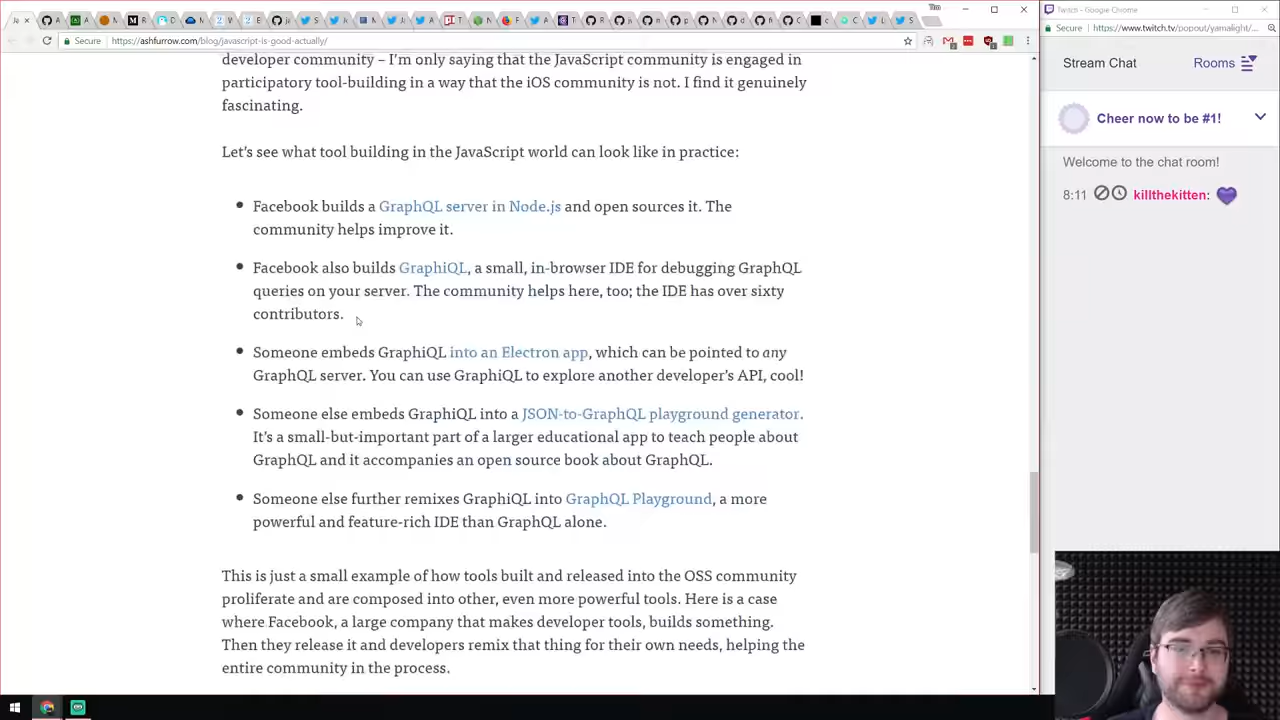 Tim
Twitch - Google Chrome
Secure
https://ashfurrow.com/blog/javascript-is-good-actually/
Secure
https://www.twitch.tv/popout/yamalight/...
developer community – I'm only saying that the JavaScript community is engaged in
participatory tool-building in a way that the iOS community is not. I find it genuinely
fascinating.
Let's see what tool building in the JavaScript world can look like in practice:
• Facebook builds a GraphQL server in Node.js and open sources it. The
community helps improve it.
• Facebook also builds GraphiQL, a small, in-browser IDE for debugging GraphQL
queries on your server. The community helps here, too; the IDE has over sixty
contributors.
• Someone embeds GraphiQL into an Electron app, which can be pointed to any
GraphQL server. You can use GraphiQL to explore another developer's API, cool!
• Someone else embeds GraphiQL into a JSON-to-GraphQL playground generator.
It's a small-but-important part of a larger educational app to teach people about
GraphQL and it accompanies an open source book about GraphQL.
• Someone else further remixes GraphiQL into GraphQL Playground, a more
powerful and feature-rich IDE than GraphQL alone.
This is just a small example of how tools built and released into the OSS community
proliferate and are composed into other, even more powerful tools. Here is a case
where Facebook, a large company that makes developer tools, builds something.
Then they release it and developers remix that thing for their own needs, helping the
entire community in the process.
Stream Chat
Rooms
Cheer now to be #1!
Welcome to the chat room!
8:11 killthekitten: